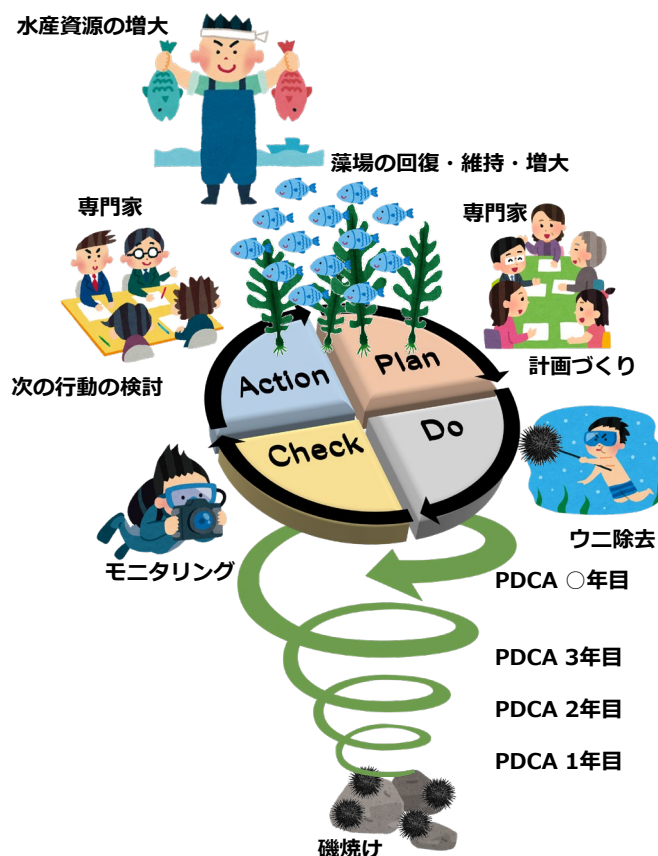 水産資源の増大
藻場の回復・維持・増大
専門家
専門家
次の行動の検討
計画づくり
Action
Plan
Check
Do
モニタリング
ウニ除去
PDCA ○年目
PDCA 3年目
PDCA 2年目
PDCA 1年目
磯焼け